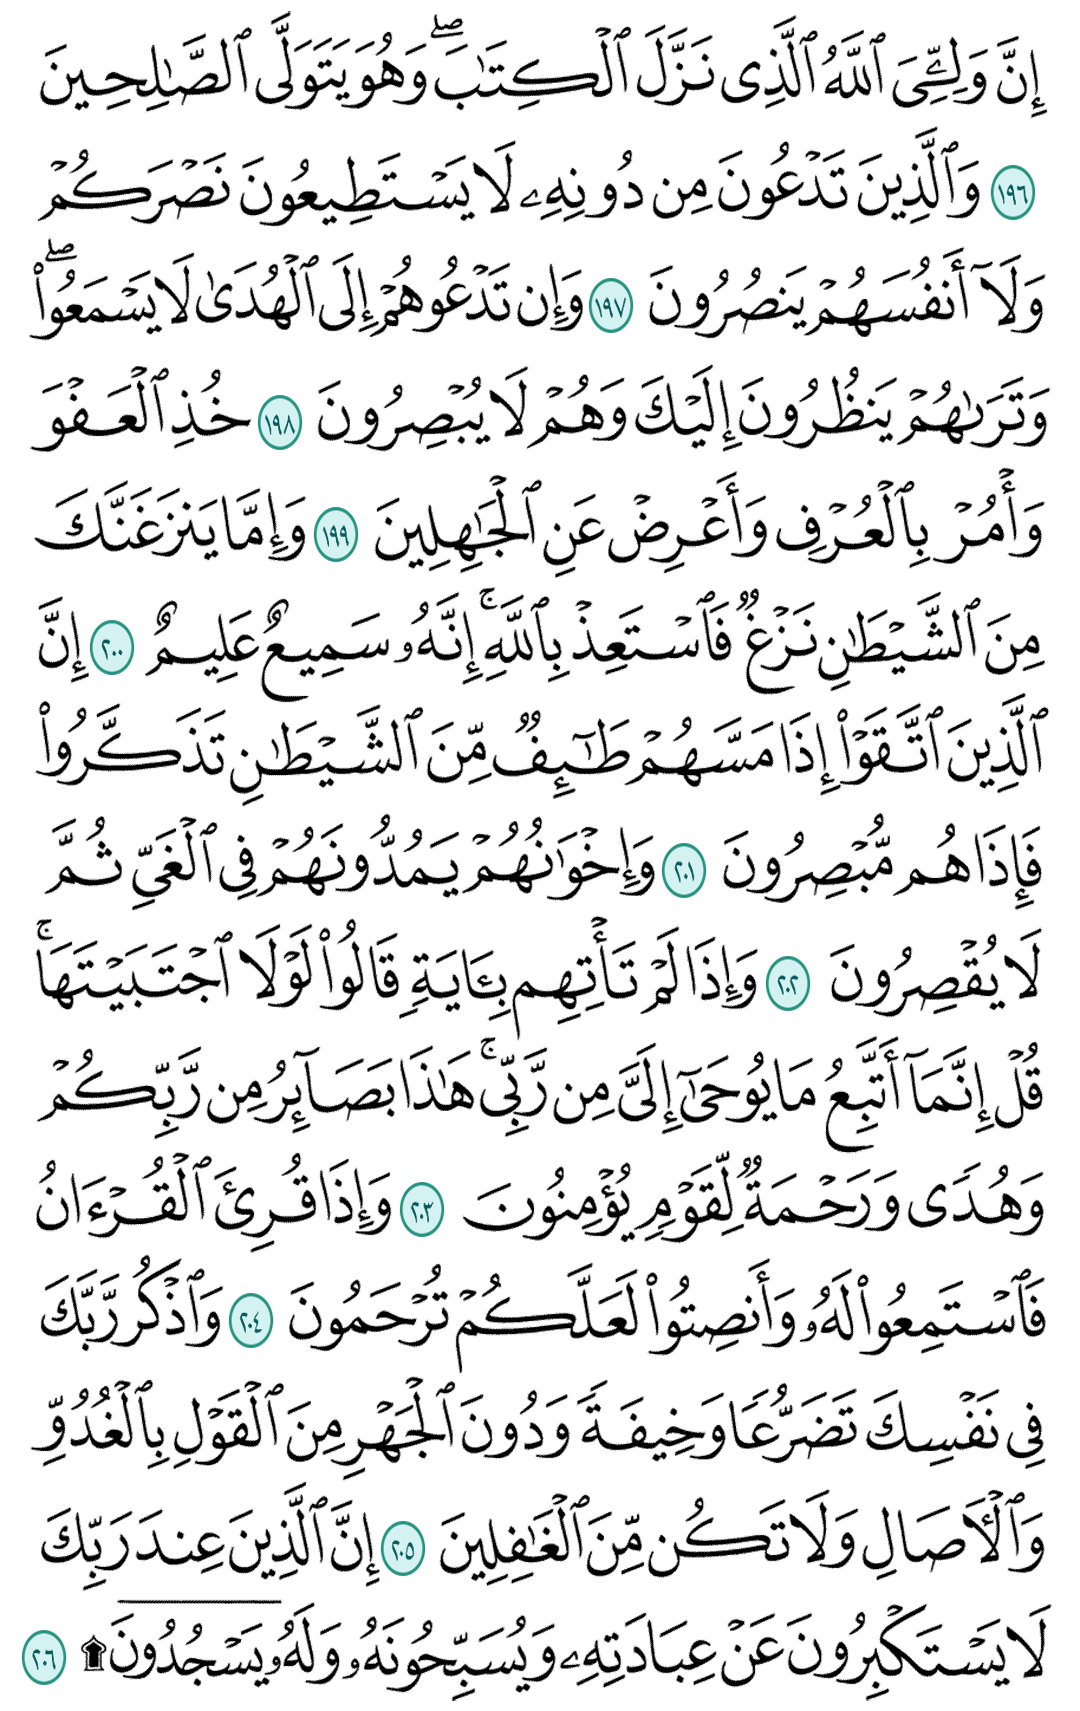 إِنَّ وَلِـِّۧيَ ٱللَّهُ ٱلَّذِى نَزَّلَ ٱلْكِتَٰبَ ۖ وَهُوَ يَتَوَلَّى ٱلصَّٰلِحِينَ
١٩٦ وَٱلَّذِينَ تَدْعُونَ مِن دُونِهِۦ لَا يَسْتَطِيعُونَ نَصْرَكُمْ
وَلَآ أَنفُسَهُمْ يَنصُرُونَ ١٩٧ وَإِن تَدْعُوهُمْ إِلَى ٱلْهُدَىٰ لَا يَسْمَعُوا۟ ۖ
وَتَرَىٰهُمْ يَنظُرُونَ إِلَيْكَ وَهُمْ لَا يُبْصِرُونَ ١٩٨ خُذِ ٱلْعَفْوَ
وَأْمُرْ بِٱلْعُرْفِ وَأَعْرِضْ عَنِ ٱلْجَٰهِلِينَ ١٩٩ وَإِمَّا يَنزَغَنَّكَ
مِنَ ٱلشَّيْطَٰنِ نَزْغٌ فَٱسْتَعِذْ بِٱللَّهِ ۚ إِنَّهُۥ سَمِيعٌ عَلِيمٌ ٢٠٠ إِنَّ
ٱلَّذِينَ ٱتَّقَوْا۟ إِذَا مَسَّهُمْ طَٰٓئِفٌ مِّنَ ٱلشَّيْطَٰنِ تَذَكَّرُوا۟
فَإِذَا هُم مُّبْصِرُونَ ٢٠١ وَإِخْوَٰنُهُمْ يَمُدُّونَهُمْ فِى ٱلْغَىِّ ثُمَّ
لَا يُقْصِرُونَ ٢٠٢ وَإِذَا لَمْ تَأْتِهِم بِـَٔايَةٍ قَالُوا۟ لَوْلَا ٱجْتَبَيْتَهَا ۚ
قُلْ إِنَّمَآ أَتَّبِعُ مَا يُوحَىٰٓ إِلَىَّ مِن رَّبِّى ۚ هَٰذَا بَصَآئِرُ مِن رَّبِّكُمْ
وَهُدًى وَرَحْمَةٌ لِّقَوْمٍ يُؤْمِنُونَ ٢٠٣ وَإِذَا قُرِئَ ٱلْقُرْءَانُ
فَٱسْتَمِعُوا۟ لَهُۥ وَأَنصِتُوا۟ لَعَلَّكُمْ تُرْحَمُونَ ٢٠٤ وَٱذْكُر رَّبَّكَ
فِى نَفْسِكَ تَضَرُّعًا وَخِيفَةً وَدُونَ ٱلْجَهْرِ مِنَ ٱلْقَوْلِ بِٱلْغُدُوِّ
وَٱلْـَٔاصَالِ وَلَا تَكُن مِّنَ ٱلْغَٰفِلِينَ ٢٠٥ إِنَّ ٱلَّذِينَ عِندَ رَبِّكَ
لَا يَسْتَكْبِرُونَ عَنْ عِبَادَتِهِۦ وَيُسَبِّحُونَهُۥ وَلَهُۥ يَسْجُدُونَ ۩ ٢٠٦